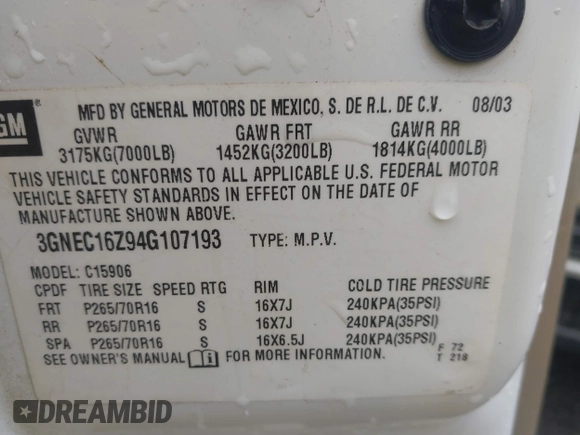 GM
MFD BY GENERAL MOTORS DE MEXICO, S. DE R.L. DE C.V. 08/03
GVWR GAWR FRT GAWR RR
3175KG(7000LB) 1452KG(3200LB) 1814KG(4000LB)
THIS VEHICLE CONFORMS TO ALL APPLICABLE U.S. FEDERAL MOTOR
VEHICLE SAFETY STANDARDS IN EFFECT ON THE DATE OF
MANUFACTURE SHOWN ABOVE.
3GNEC16Z94G107193 TYPE: M.P.V.
MODEL: C15906
CPDF TIRE SIZE SPEED RTG RIM COLD TIRE PRESSURE
FRT P265/70R16 S 16X7J 240KPA(35PSI)
RR P265/70R16 S 16X7J 240KPA(35PSI)
SPA P265/70R16 S 16X6.5J 240KPA(35PSI)
SEE OWNER'S MANUAL FOR MORE INFORMATION.
F 72
T 218
DREAMBID